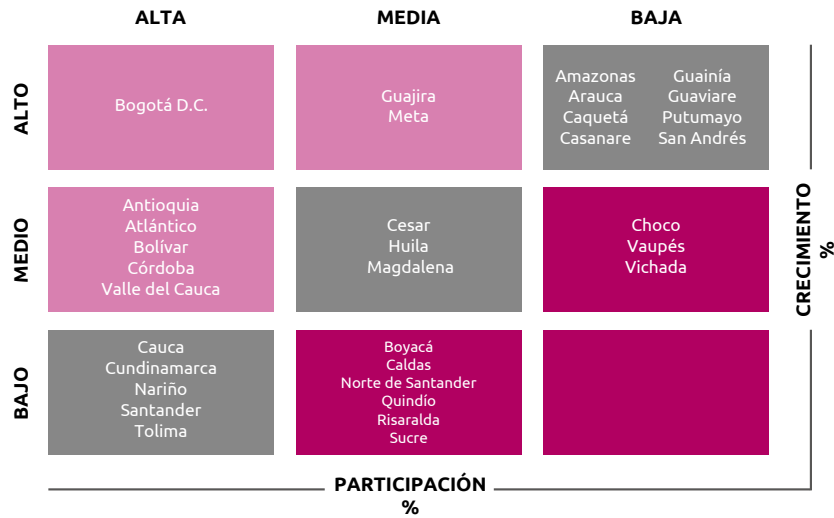 ALTA
MEDIA
BAJA
ALTO
Bogotá D.C.
Guajira
Meta
Amazonas
Arauca
Caquetá
Casanare
Guainía
Guaviare
Putumayo
San Andrés
MEDIO
Antioquia
Atlántico
Bolívar
Córdoba
Valle del Cauca
Cesar
Huila
Magdalena
Choco
Vaupés
Vichada
BAJO
Cauca
Cundinamarca
Nariño
Santander
Tolima
Boyacá
Caldas
Norte de Santander
Quindío
Risaralda
Sucre
CRECIMIENTO
%
PARTICIPACIÓN
%